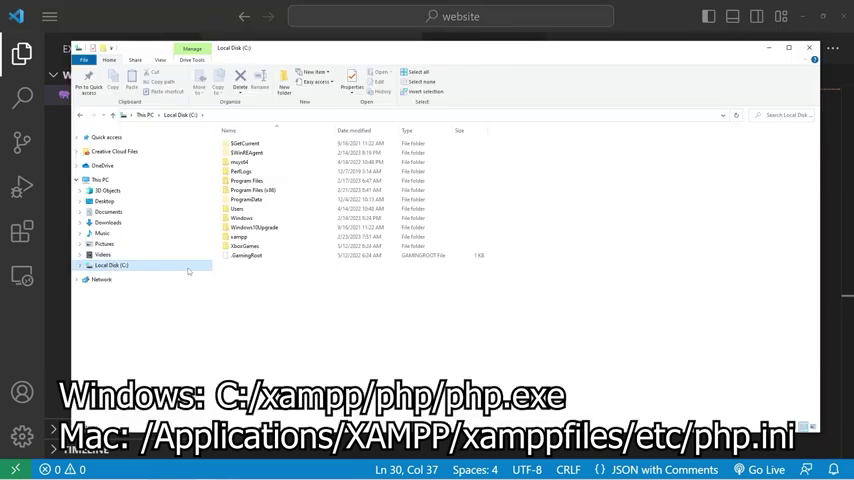 website
Manage
Local Disk (C:)
File
Home
Share
View
Drive Tools
Pin to Quick access
Copy
Paste
Cut
Copy path
Paste shortcut
Clipboard
Move to
Copy to
Delete
Rename
Organize
New folder
New item
Easy access
New
Properties
Open
Edit
History
Open
Select all
Select none
Invert selection
Select
This PC > Local Disk (C:) >
Search Local Disk ...
Quick access
Creative Cloud Files
OneDrive
This PC
3D Objects
Desktop
Documents
Downloads
Music
Pictures
Videos
Local Disk (C:)
Network
Name Date modified Type Size
$GetCurrent 9/16/2021 11:22 AM File folder
$WinREAgent 2/14/2023 8:19 PM File folder
msys64 4/14/2022 10:48 PM File folder
PerfLogs 12/7/2019 3:14 AM File folder
Program Files 2/17/2023 6:47 AM File folder
Program Files (x86) 2/21/2023 8:41 AM File folder
ProgramData 12/4/2022 8:27 AM File folder
Users 4/14/2022 10:48 AM File folder
Windows 2/14/2023 8:24 PM File folder
Windows10Upgrade 9/16/2021 11:22 AM File folder
xampp 2/23/2023 7:51 AM File folder
XboxGames 5/12/2022 6:24 AM File folder
.GamingRoot 5/12/2022 6:24 AM GAMINGROOT File 1 KB
Windows: C:/xampp/php/php.exe
Mac: /Applications/XAMPP/xamppfiles/etc/php.ini
TIMELINE
0 0 Ln 30, Col 37 Spaces: 4 UTF-8 CRLF {} JSON with Comments Go Live